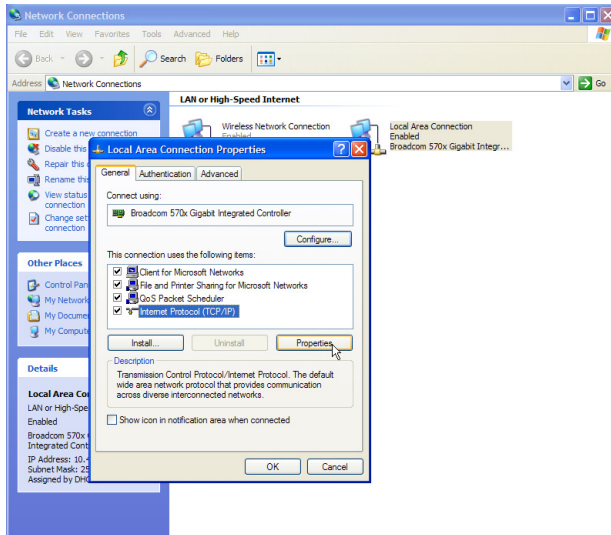 Network Connections
File Edit View Favorites Tools Advanced Help
Back Search Folders
Address Network Connections Go
LAN or High-Speed Internet
Network Tasks
Create a new connection
Disable this
Repair this
Rename this
View status
connection
Change
connection
Wireless Network Connection
Enabled
Local Area Connection
Enabled
Broadcom 570x Gigabit Integr...
Local Area Connection Properties
General Authentication Advanced
Connect using:
Broadcom 570x Gigabit Integrated Controller
Configure...
This connection uses the following items:
Client for Microsoft Networks
File and Printer Sharing for Microsoft Networks
QoS Packet Scheduler
Internet Protocol (TCP/IP)
Install... Uninstall Properties
Description
Transmission Control Protocol/Internet Protocol. The default
wide area network protocol that provides communication
across diverse interconnected networks.
Show icon in notification area when connected
OK Cancel
Other Places
Control Pan
My Network
My Docume
My Compute
Details
Local Area Co
LAN or High-Spe
Enabled
Broadcom 570x
Integrated Cont
IP Address: 10.
Subnet Mask: 25
Assigned by DHC